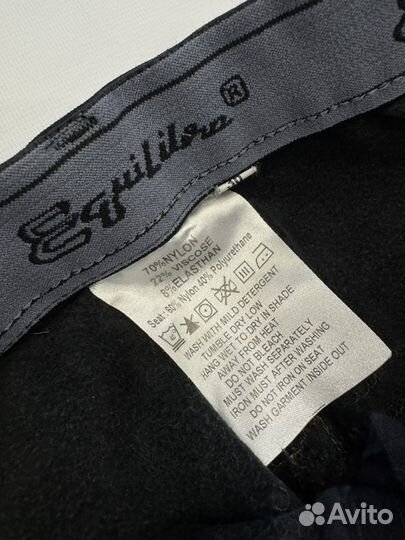 Equilibre ®
70% NYLON
22% VISCOSE
8% ELASTHAN
Seat: 60% Nylon 40% Polyurethane
WASH WITH MILD DETERGENT
TUMBLE DRY LOW
HANG WET TO DRY IN SHADE
AWAY FROM HEAT
DO NOT BLEACH
MUST WASH SEPERATELY
IRON MUST AFTER WASHING
DO NOT IRON ON SEAT
WASH GARMENT INSIDE OUT
Avito